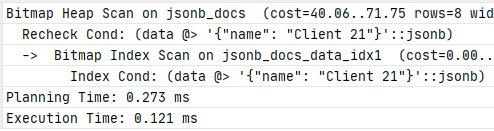 Bitmap Heap Scan on jsonb_docs  (cost=40.06..71.75 rows=8 wid
  Recheck Cond: (data @> '{"name": "Client 21"}'::jsonb)
  ->  Bitmap Index Scan on jsonb_docs_data_idx1  (cost=0.00..
        Index Cond: (data @> '{"name": "Client 21"}'::jsonb)
Planning Time: 0.273 ms
Execution Time: 0.121 ms